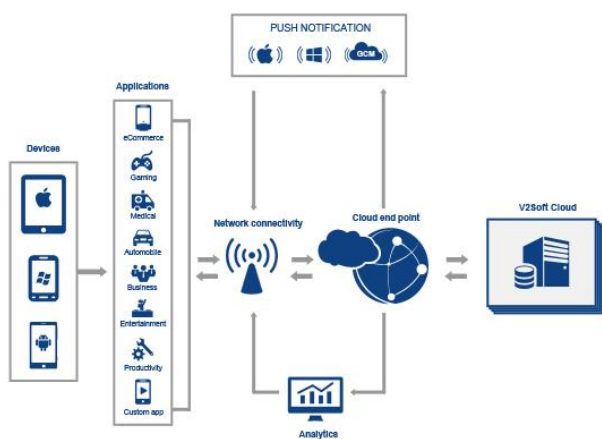 PUSH NOTIFICATION
GCM
Applications
eCommerce
Devices
Gaming
Medical
Network connectivity
Cloud end point
V2Soft Cloud
Automobile
Business
Entertainment
Productivity
Custom app
Analytics